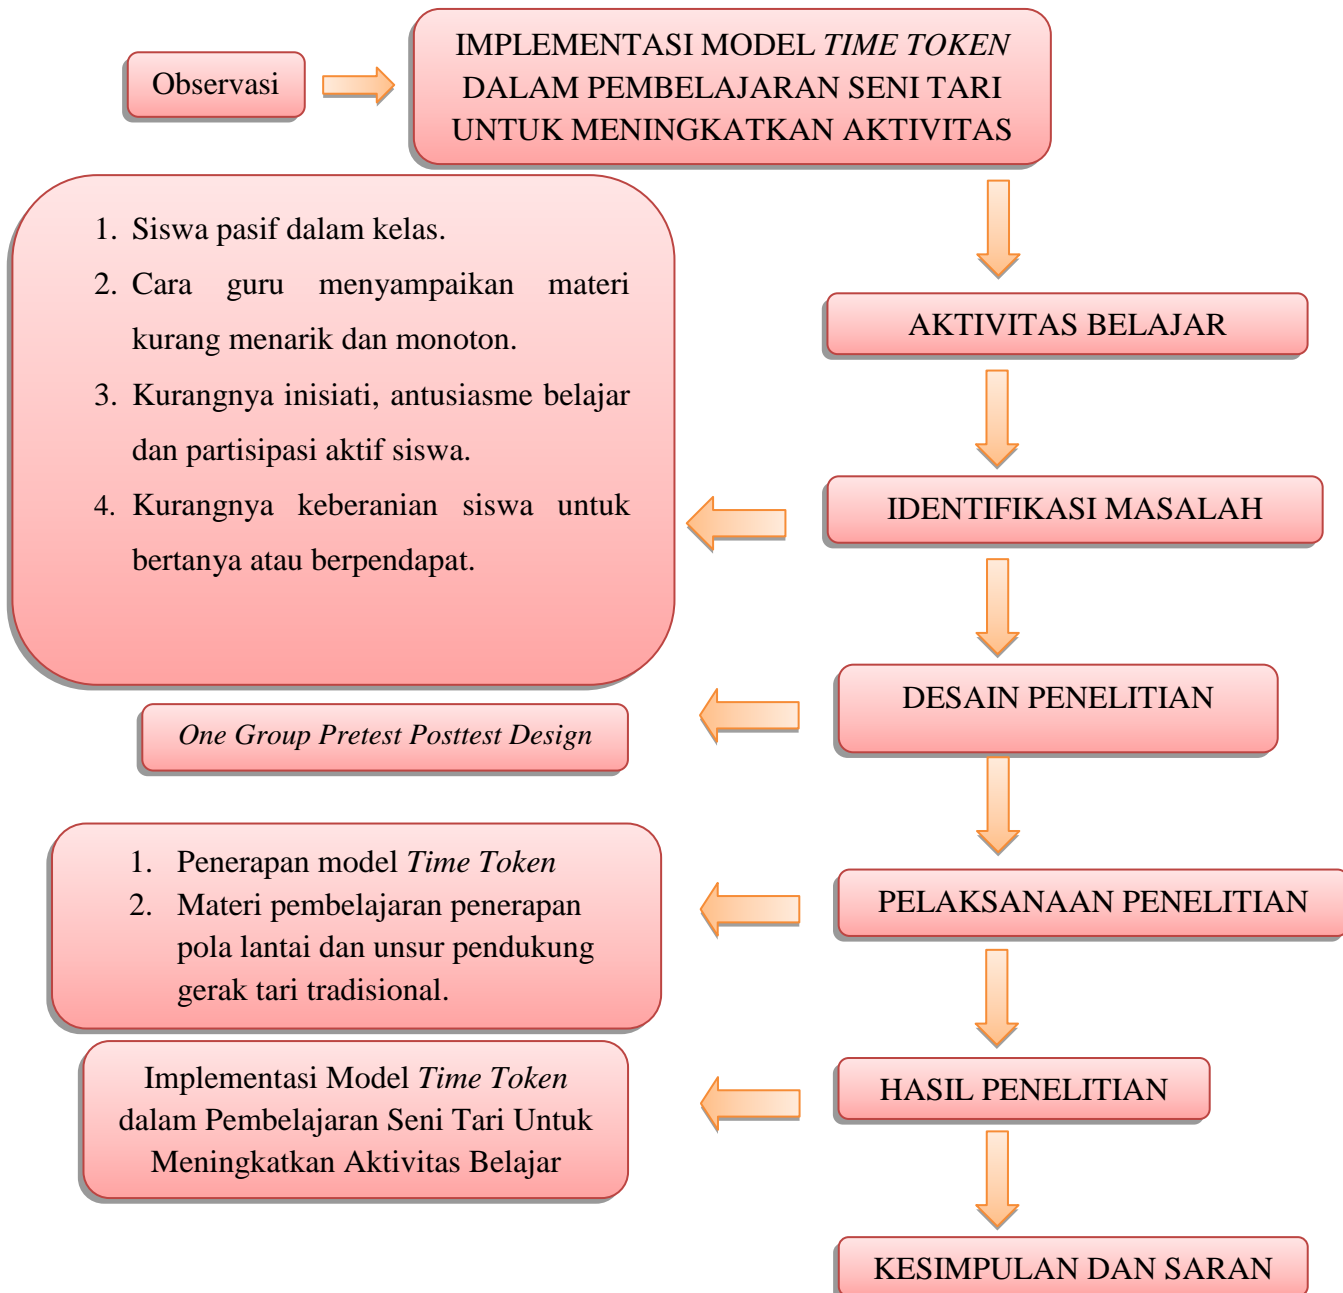 Observasi
IMPLEMENTASI MODEL TIME TOKEN
DALAM PEMBELAJARAN SENI TARI
UNTUK MENINGKATKAN AKTIVITAS
1. Siswa pasif dalam kelas.
2. Cara guru menyampaikan materi
kurang menarik dan monoton.
3. Kurangnya inisiati, antusiasme belajar
dan partisipasi aktif siswa.
4. Kurangnya keberanian siswa untuk
bertanya atau berpendapat.
AKTIVITAS BELAJAR
IDENTIFIKASI MASALAH
DESAIN PENELITIAN
One Group Pretest Posttest Design
1. Penerapan model Time Token
2. Materi pembelajaran penerapan
pola lantai dan unsur pendukung
gerak tari tradisional.
PELAKSANAAN PENELITIAN
Implementasi Model Time Token
dalam Pembelajaran Seni Tari Untuk
Meningkatkan Aktivitas Belajar
HASIL PENELITIAN
KESIMPULAN DAN SARAN